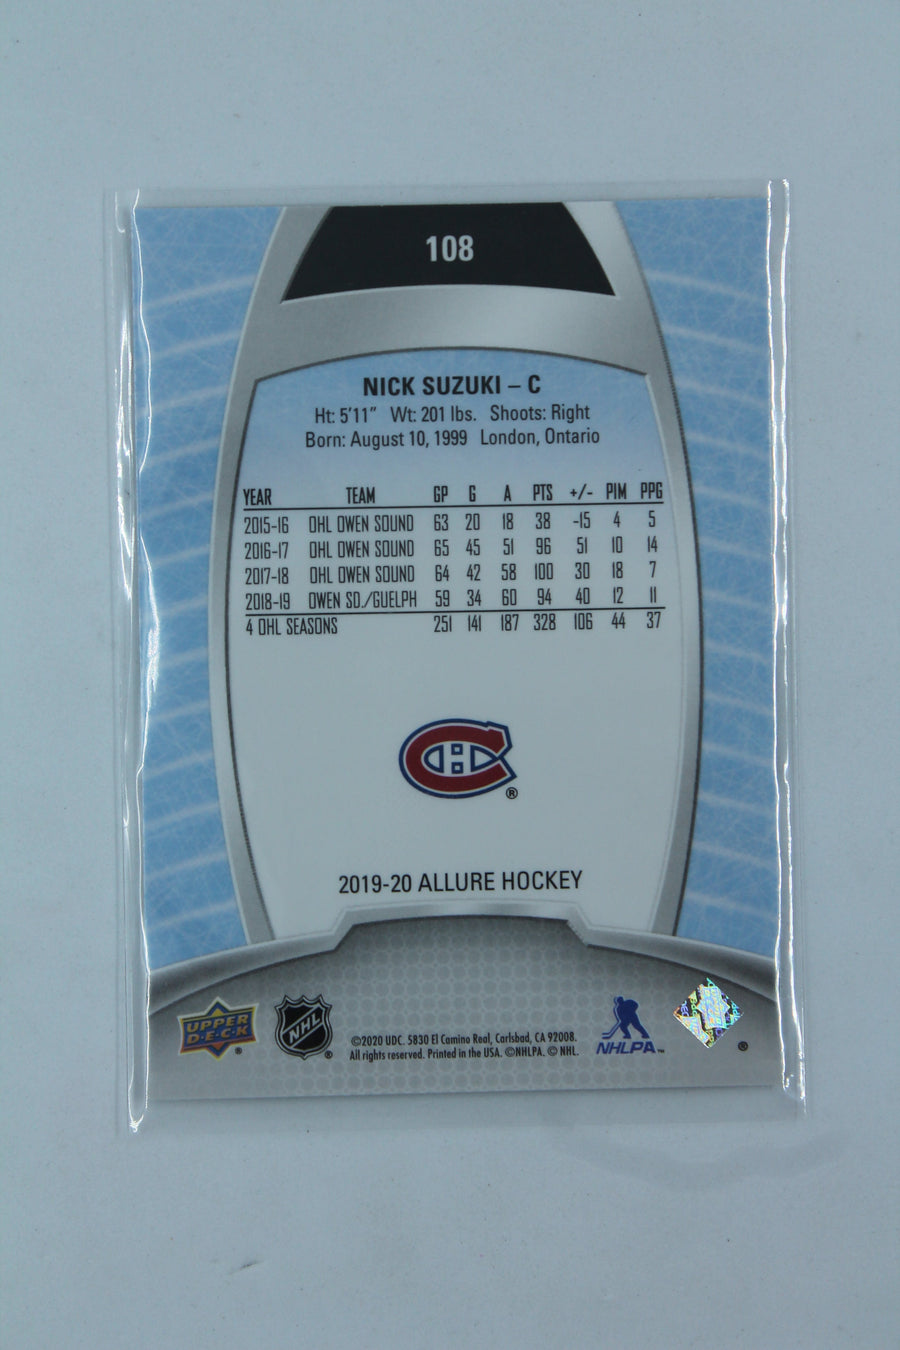 108
NICK SUZUKI – C
Ht: 5'11" Wt: 201 lbs. Shoots: Right
Born: August 10, 1999 London, Ontario
YEAR TEAM GP G A PTS +/- PIM PPG
2015-16 OHL OWEN SOUND 63 20 18 38 -15 4 5
2016-17 OHL OWEN SOUND 65 45 51 96 51 10 14
2017-18 OHL OWEN SOUND 64 42 58 100 30 18 7
2018-19 OWEN SD./GUELPH 59 34 60 94 40 12 11
4 OHL SEASONS 251 141 187 328 106 44 37
®
2019-20 ALLURE HOCKEY
UPPER DECK ®
NHL ®
©2020 UDC. 5830 El Camino Real, Carlsbad, CA 92008.
All rights reserved. Printed in the USA. ©NHLPA. © NHL.
NHLPA™
®